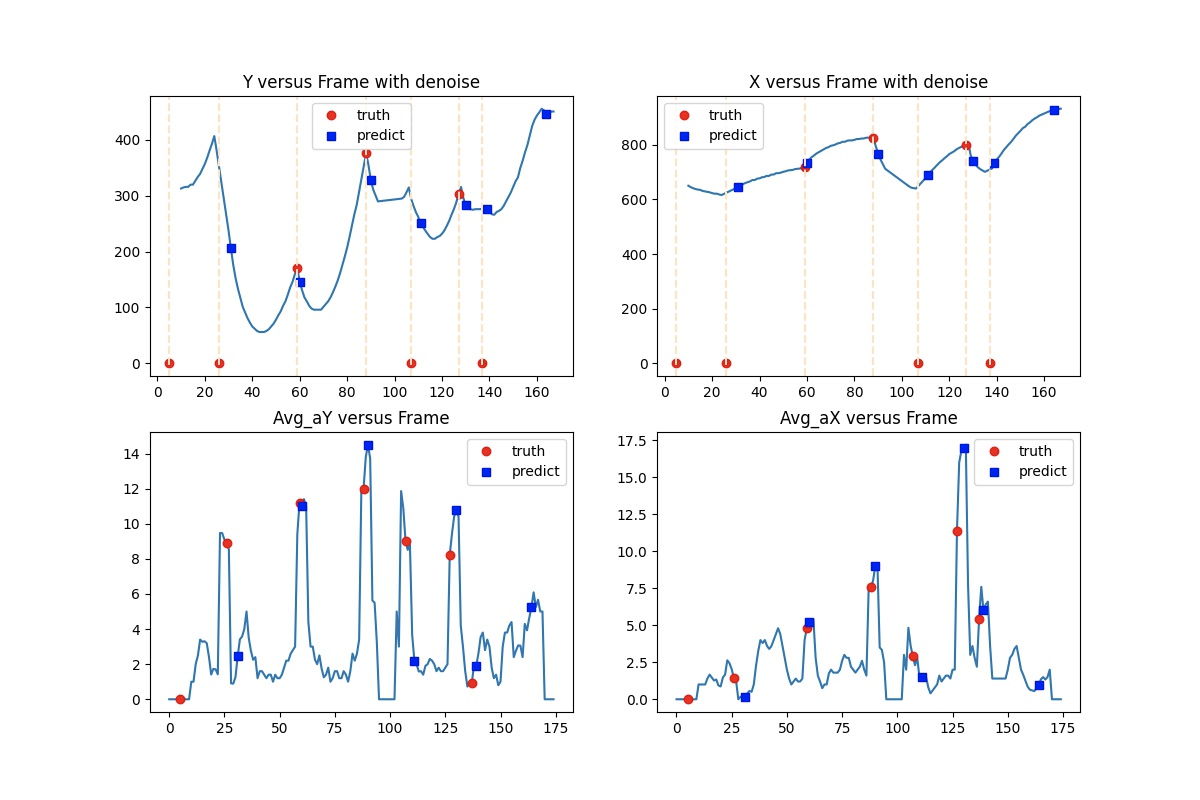 Y versus Frame with denoise
truth
predict
400
300
200
100
0
0 20 40 60 80 100 120 140 160
X versus Frame with denoise
truth
predict
800
600
400
200
0
0 20 40 60 80 100 120 140 160
Avg_aY versus Frame
truth
predict
14
12
10
8
6
4
2
0
0 25 50 75 100 125 150 175
Avg_aX versus Frame
truth
predict
17.5
15.0
12.5
10.0
7.5
5.0
2.5
0.0
0 25 50 75 100 125 150 175